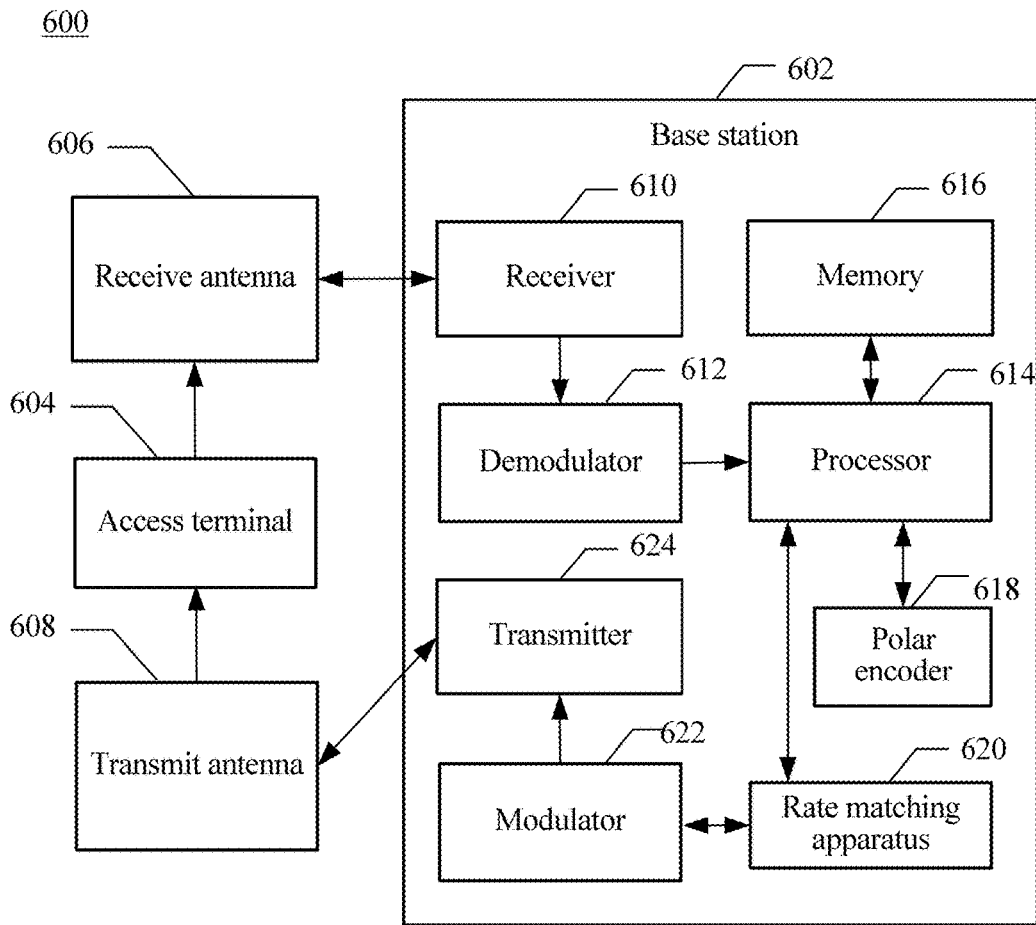 600
602
Base station
606
Receive antenna
610
Receiver
616
Memory
604
Access terminal
612
Demodulator
614
Processor
608
Transmit antenna
624
Transmitter
618
Polar
encoder
622
Modulator
620
Rate matching
apparatus